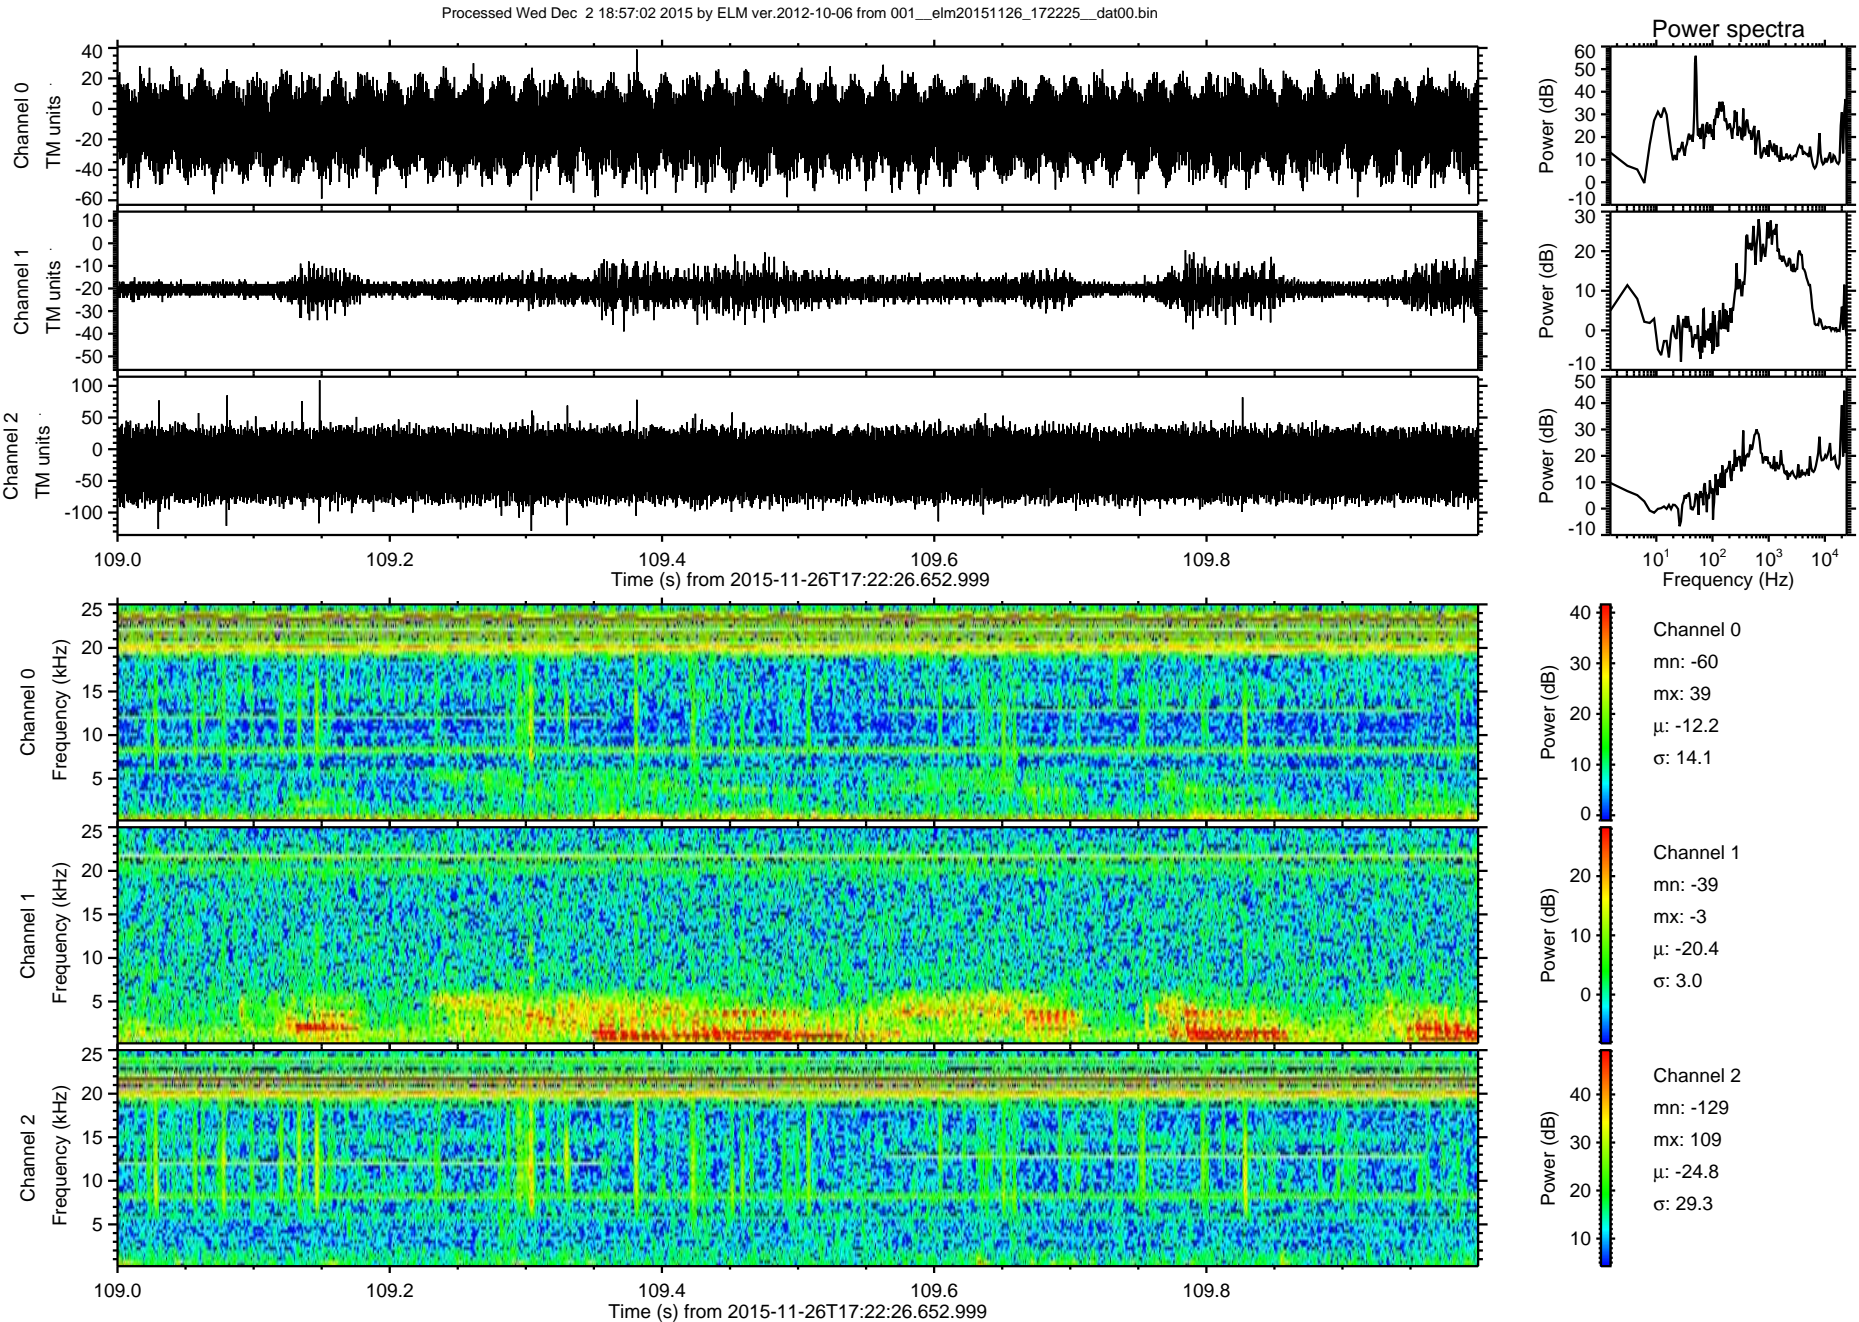 Processed Wed Dec  2 18:57:02 2015 by ELM ver.2012-10-06 from 001__elm20151126_172225__dat00.bin
Power spectra
Channel 0
TM units
40
20
0
-20
-40
-60
Power (dB)
60
50
40
30
20
10
0
-10
Channel 1
TM units
10
0
-10
-20
-30
-40
-50
Power (dB)
30
20
10
0
-10
Channel 2
TM units
100
50
0
-50
-100
Power (dB)
50
40
30
20
10
0
-10
109.0 109.2 109.4 109.6 109.8
Time (s) from 2015-11-26T17:22:26.652.999
10^1 10^2 10^3 10^4
Frequency (Hz)
Channel 0
Frequency (kHz)
25
20
15
10
5
Power (dB)
40
30
20
10
0
Channel 0
mn: -60
mx: 39
μ: -12.2
σ: 14.1
Channel 1
Frequency (kHz)
25
20
15
10
5
Power (dB)
20
10
0
Channel 1
mn: -39
mx: -3
μ: -20.4
σ: 3.0
Channel 2
Frequency (kHz)
25
20
15
10
5
Power (dB)
40
30
20
10
Channel 2
mn: -129
mx: 109
μ: -24.8
σ: 29.3
109.0 109.2 109.4 109.6 109.8
Time (s) from 2015-11-26T17:22:26.652.999